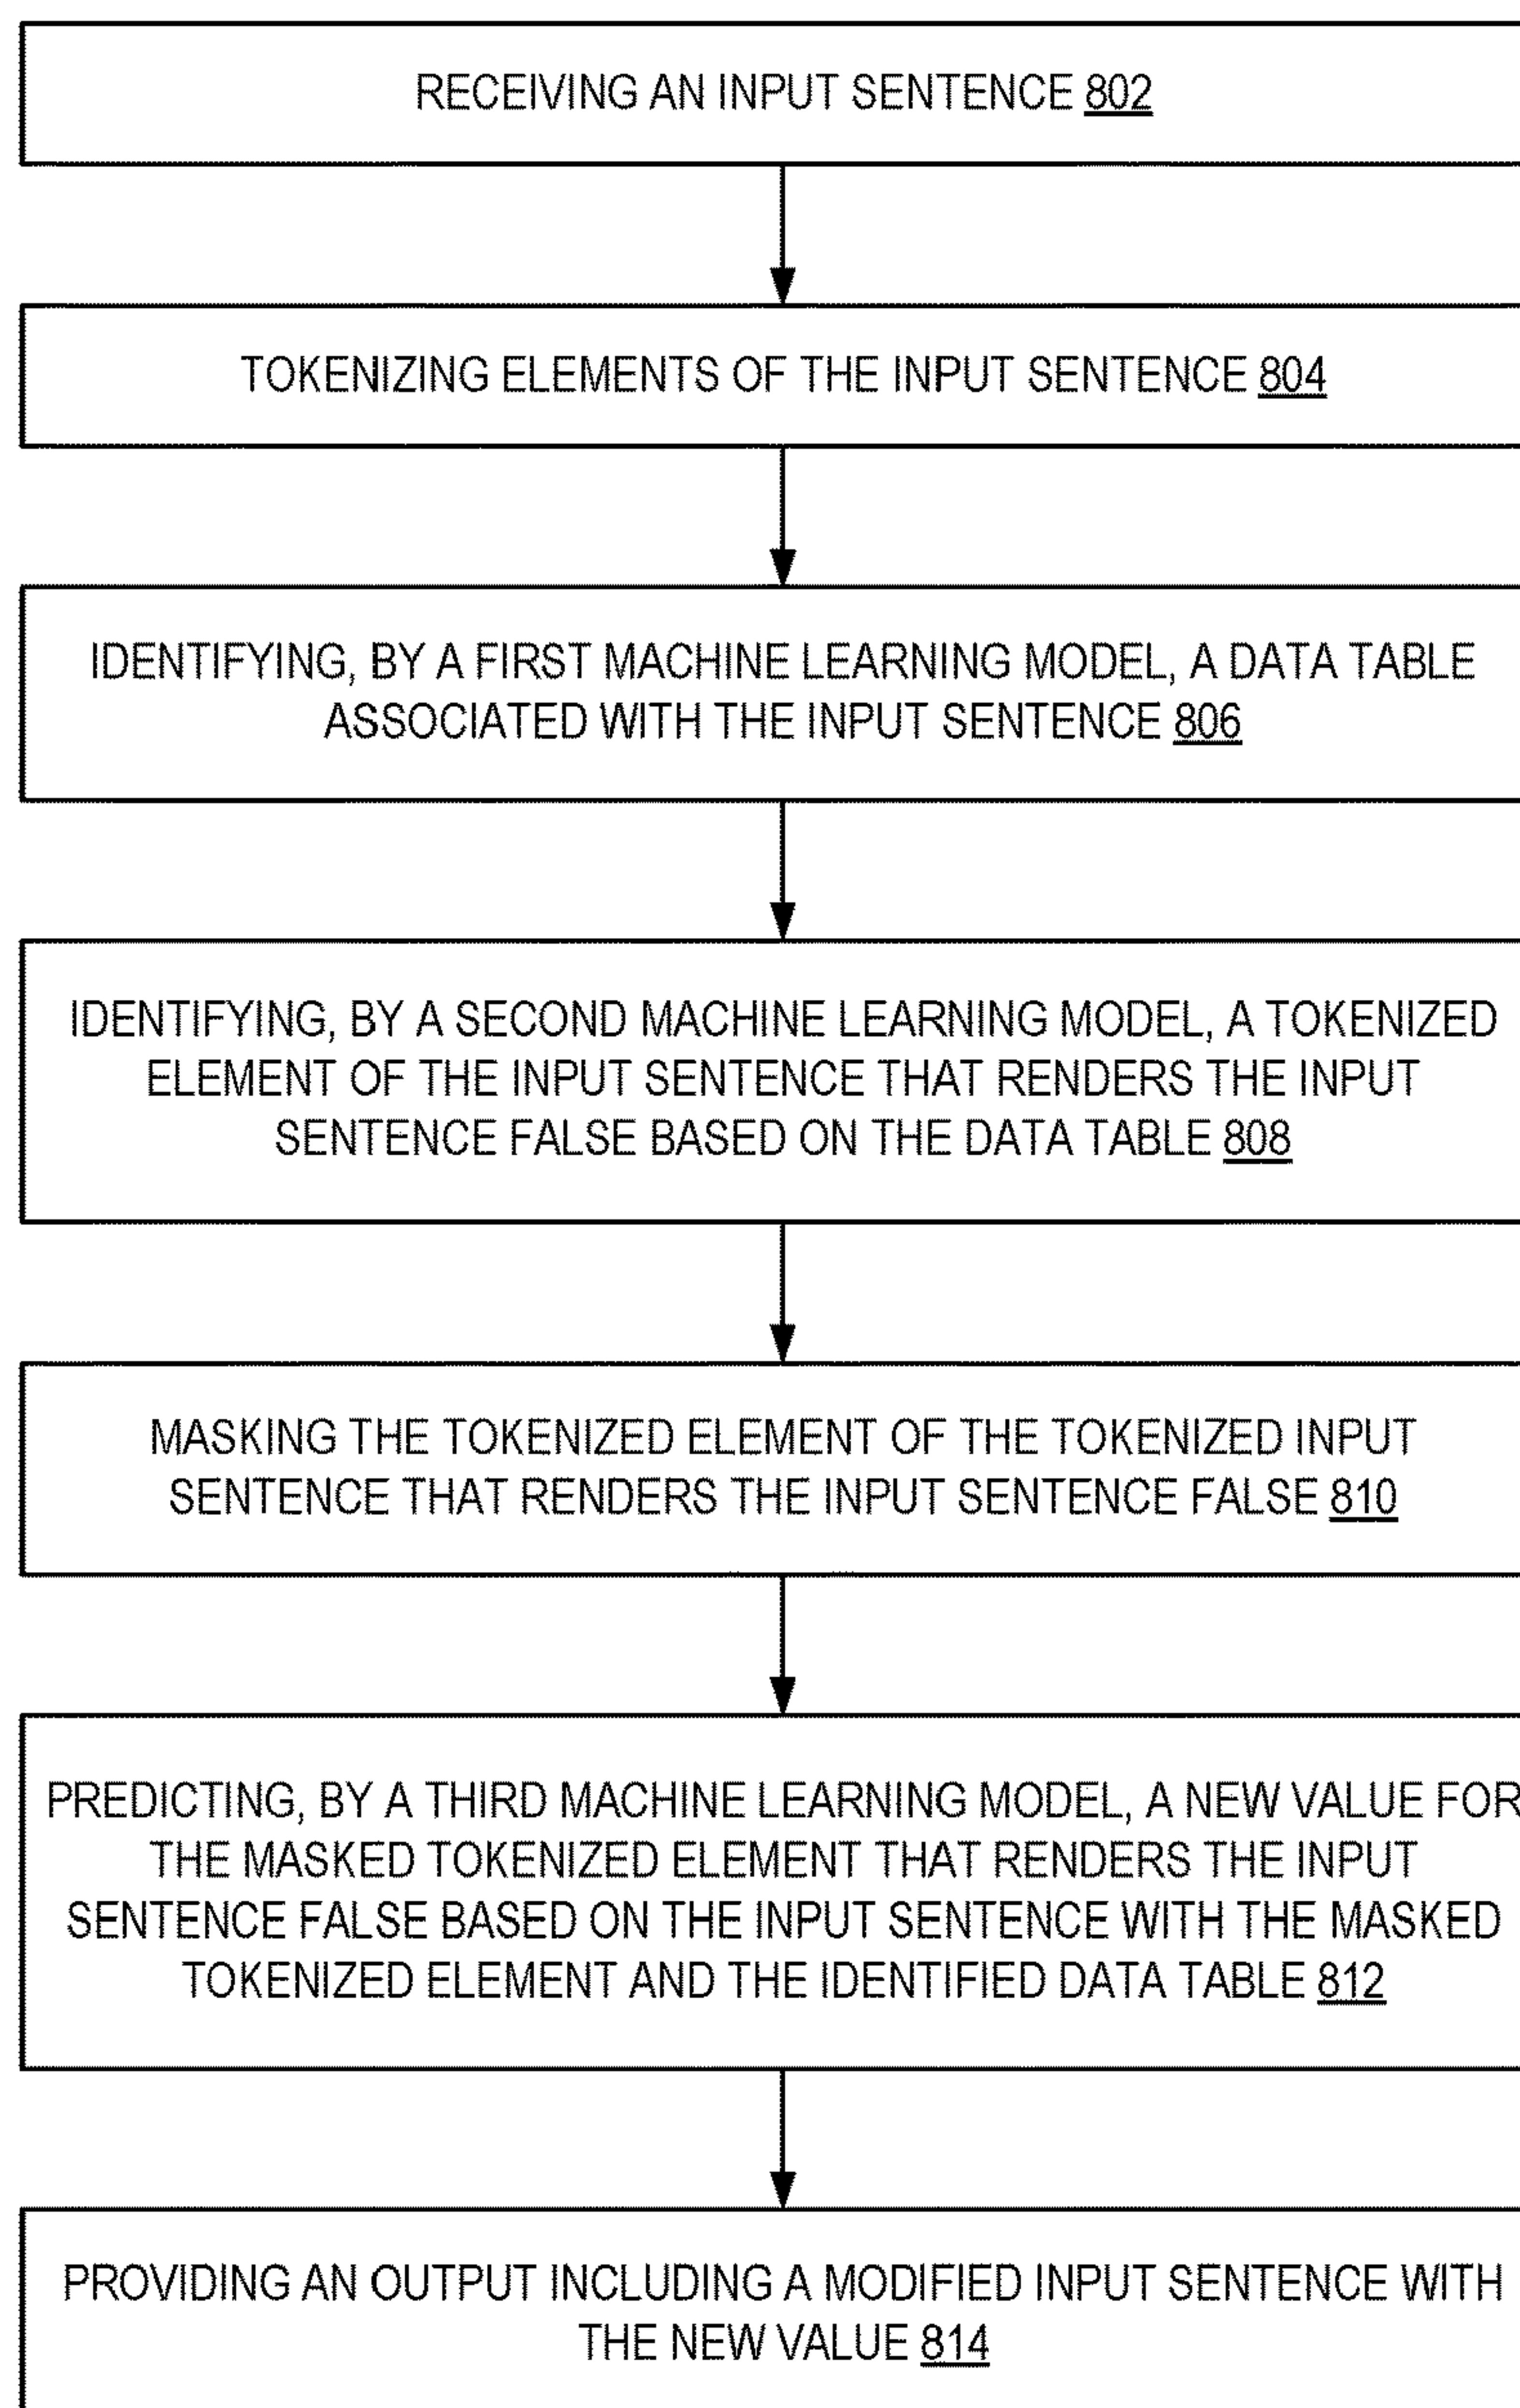 RECEIVING AN INPUT SENTENCE 802
TOKENIZING ELEMENTS OF THE INPUT SENTENCE 804
IDENTIFYING, BY A FIRST MACHINE LEARNING MODEL, A DATA TABLE
ASSOCIATED WITH THE INPUT SENTENCE 806
IDENTIFYING, BY A SECOND MACHINE LEARNING MODEL, A TOKENIZED
ELEMENT OF THE INPUT SENTENCE THAT RENDERS THE INPUT
SENTENCE FALSE BASED ON THE DATA TABLE 808
MASKING THE TOKENIZED ELEMENT OF THE TOKENIZED INPUT
SENTENCE THAT RENDERS THE INPUT SENTENCE FALSE 810
PREDICTING, BY A THIRD MACHINE LEARNING MODEL, A NEW VALUE FOR
THE MASKED TOKENIZED ELEMENT THAT RENDERS THE INPUT
SENTENCE FALSE BASED ON THE INPUT SENTENCE WITH THE MASKED
TOKENIZED ELEMENT AND THE IDENTIFIED DATA TABLE 812
PROVIDING AN OUTPUT INCLUDING A MODIFIED INPUT SENTENCE WITH
THE NEW VALUE 814